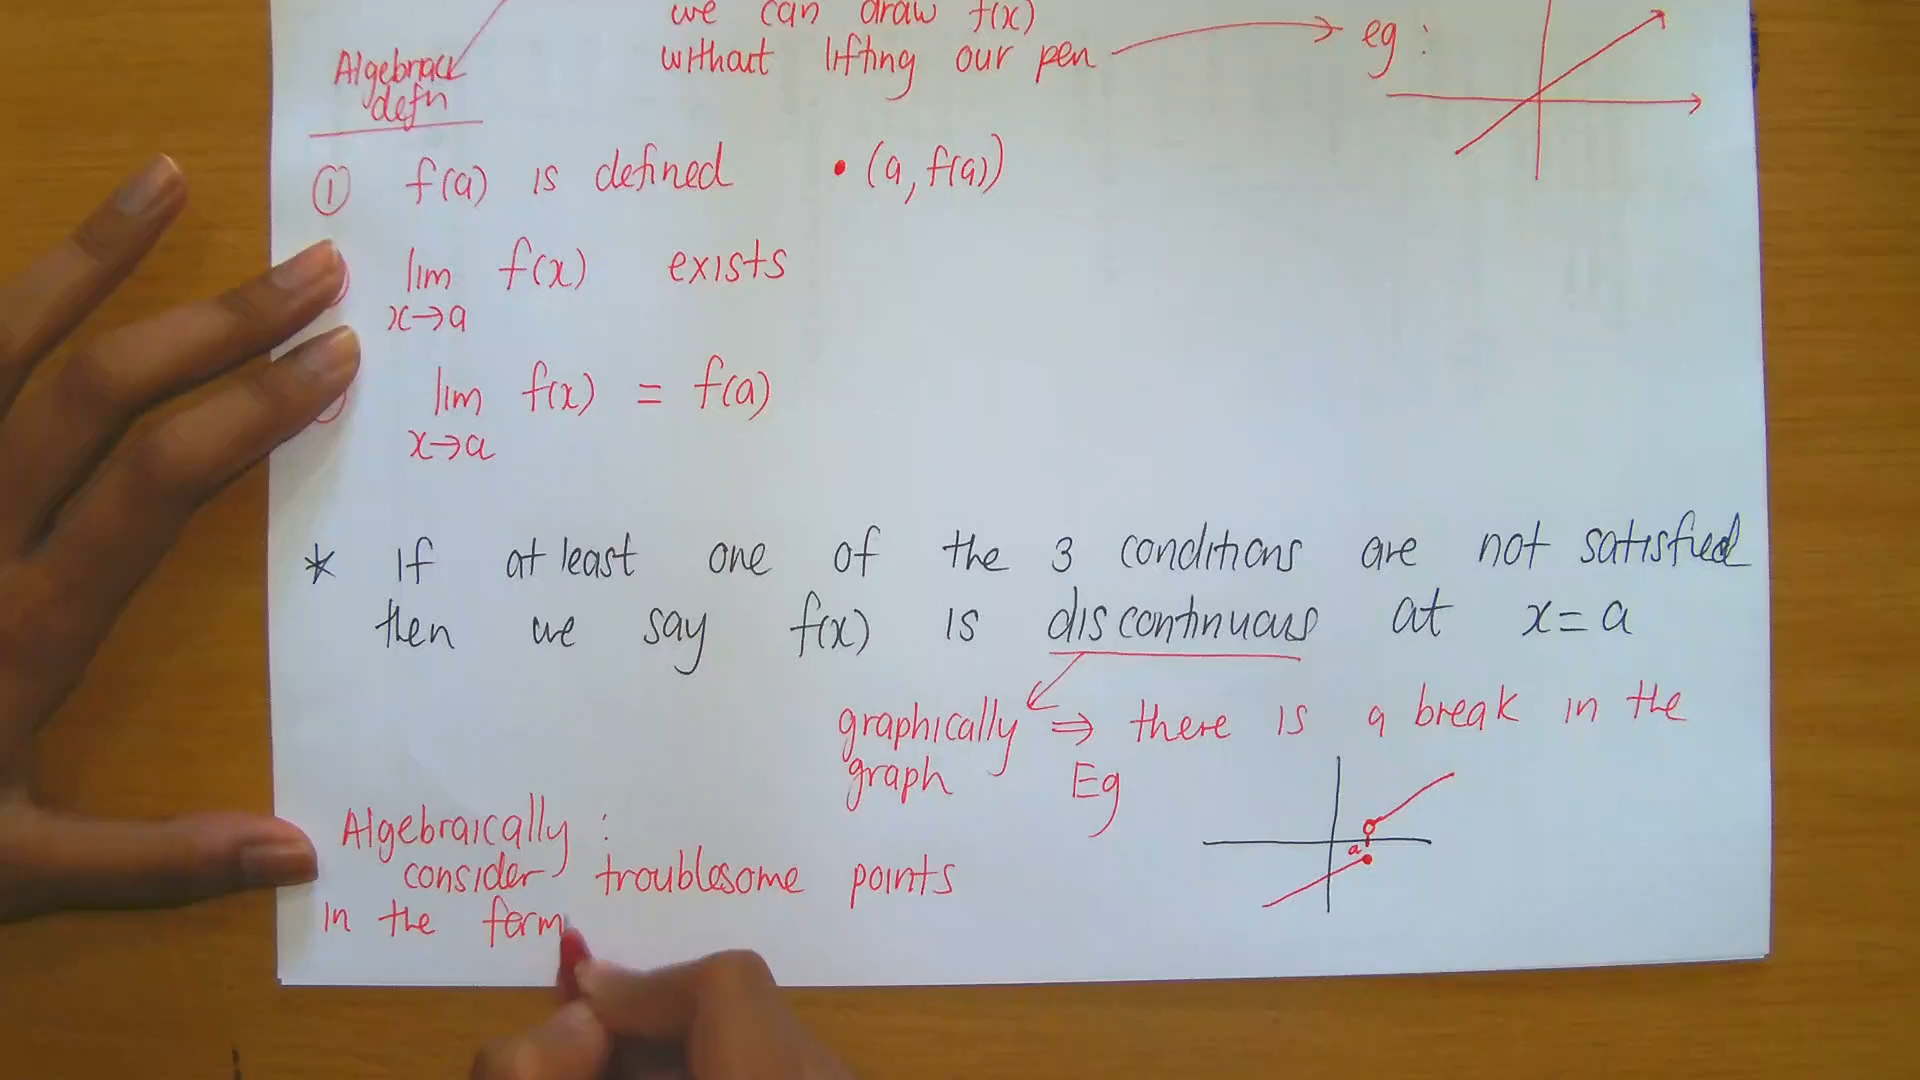 we can draw f(x)
without lifting our pen → eg :
Algebraic
defn
① f(a) is defined • (a, f(a))
lim f(x) exists
x→a
lim f(x) = f(a)
x→a
* If at least one of the 3 conditions are not satisfied
then we say f(x) is discontinuous at x=a
graphically ⇒ there is a break in the
graph Eg
a
Algebraically :
consider troublesome points
in the form